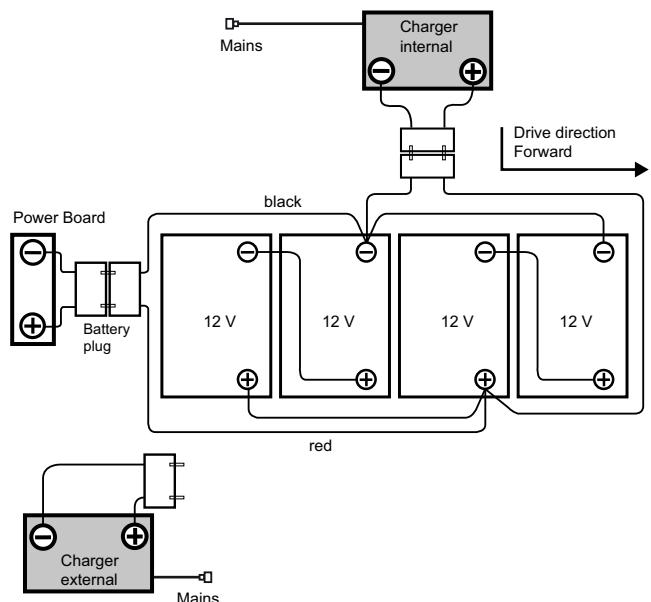 Charger
internal
Mains
Drive direction
Forward
black
Power Board
12 V
12 V
12 V
12 V
Battery
plug
red
Charger
external
Mains